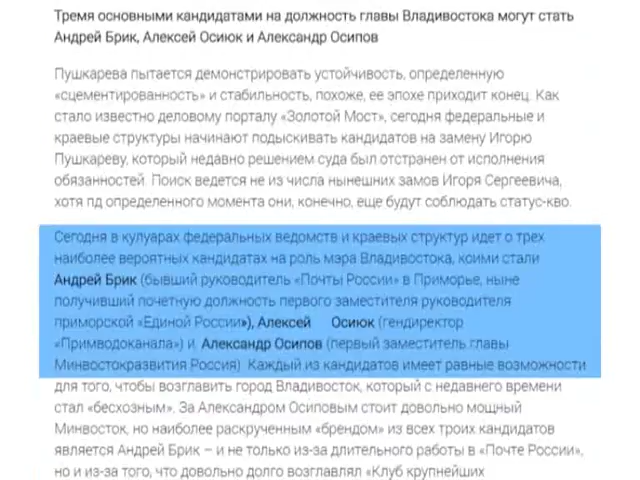 Тремя основными кандидатами на должность главы Владивостока могут стать
Андрей Брик, Алексей Осиюк и Александр Осипов
Пушкарева пытается демонстрировать устойчивость, определенную
«сцементированность» и стабильность, похоже, ее эпохе приходит конец. Как
стало известно деловому порталу «Золотой Мост», сегодня федеральные и
краевые структуры начинают подыскивать кандидатов на замену Игорю
Пушкареву, который недавно решением суда был отстранен от исполнения
обязанностей. Поиск ведется не из числа нынешних замов Игоря Сергеевича,
хотя пд определенного момента они, конечно, еще будут соблюдать статус-кво.
Сегодня в кулуарах федеральных ведомств и краевых структур идет о трех
наиболее вероятных кандидатах на роль мэра Владивостока, коими стали
Андрей Брик (бывший руководитель «Почты России» в Приморье, ныне
получивший почетную должность первого заместителя руководителя
приморской «Единой России»), Алексей Осиюк (гендиректор
«Примводоканала») и Александр Осипов (первый заместитель главы
Минвостокразвития Россия). Каждый из кандидатов имеет равные возможности
для того, чтобы возглавить город Владивосток, который с недавнего времени
стал «бесхозным». За Александром Осиповым стоит довольно мощный
Минвосток, но наиболее раскрученным «брендом» из всех троих кандидатов
является Андрей Брик – и не только из-за длительного работы в «Почте России»,
но и из-за того, что довольно долго возглавлял «Клуб крупнейших